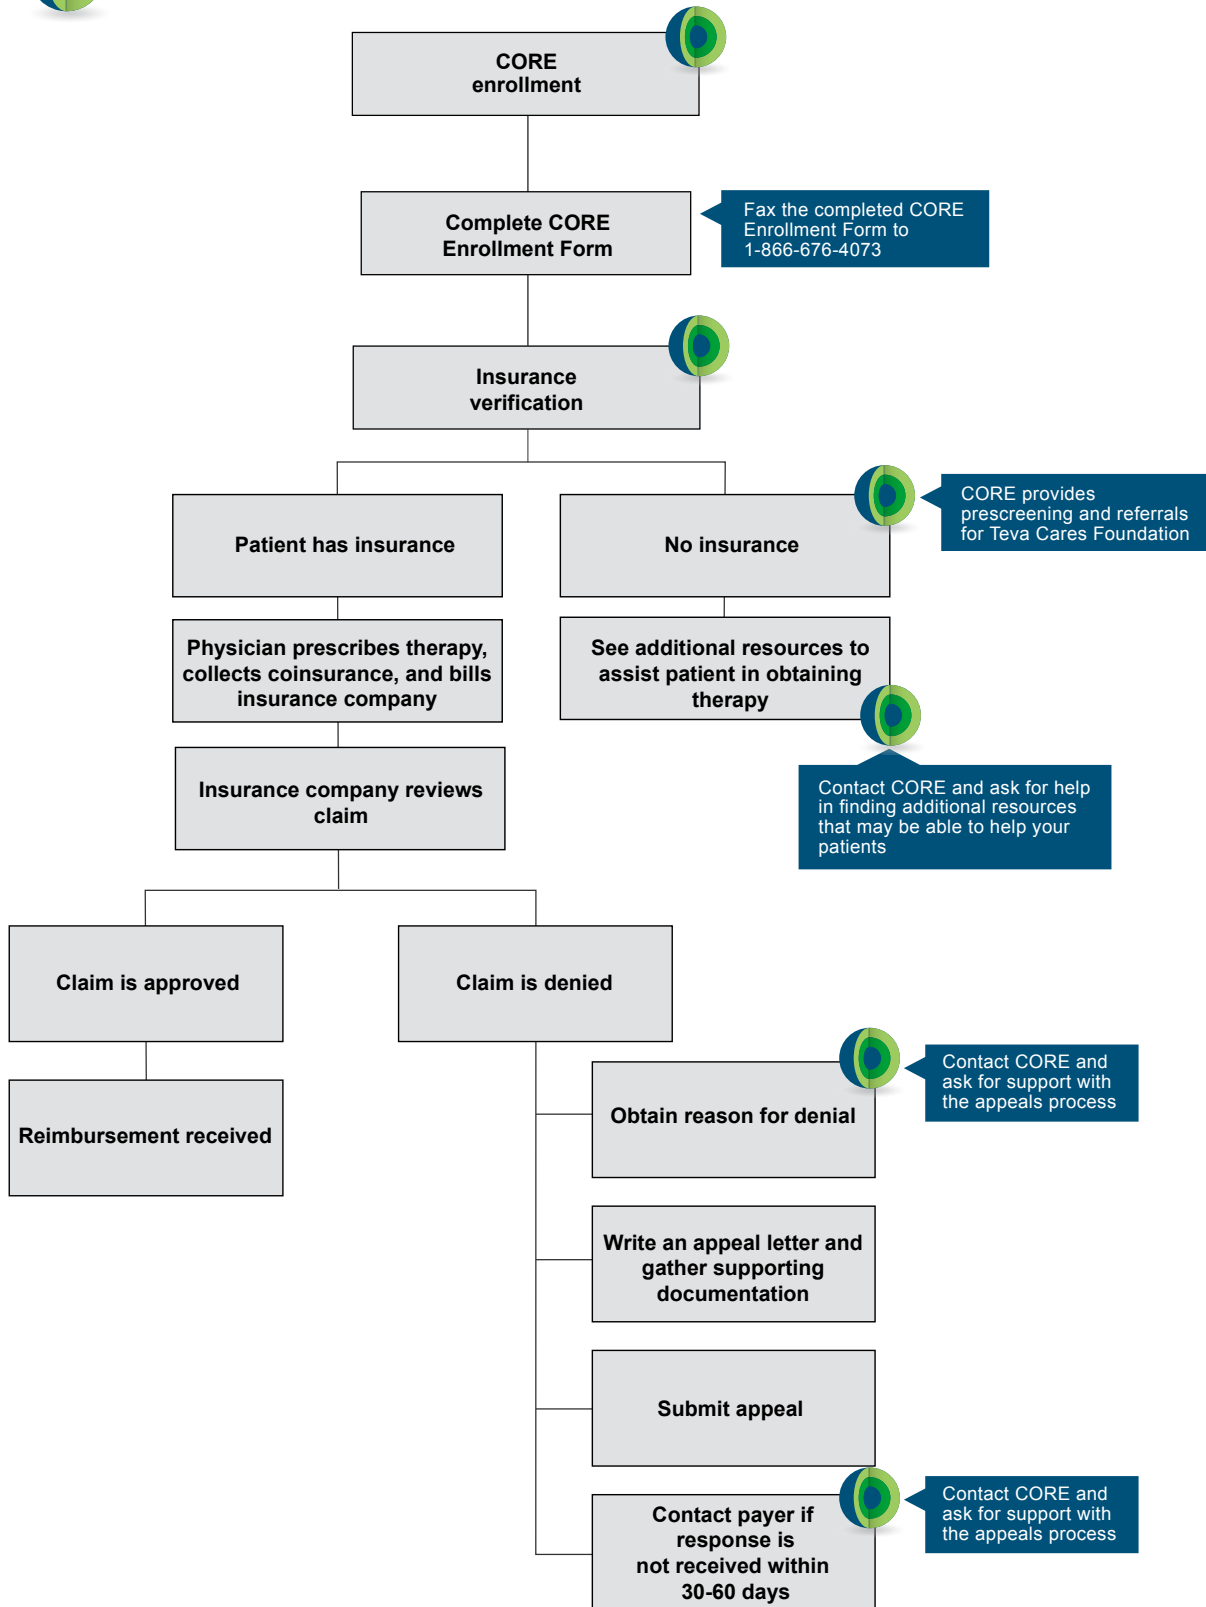 CORE
enrollment
Complete CORE
Enrollment Form
Fax the completed CORE
Enrollment Form to
1-866-676-4073
Insurance
verification
Patient has insurance
No insurance
CORE provides
prescreening and referrals
for Teva Cares Foundation
Physician prescribes therapy,
collects coinsurance, and bills
insurance company
See additional resources to
assist patient in obtaining
therapy
Insurance company reviews
claim
Contact CORE and ask for help
in finding additional resources
that may be able to help your
patients
Claim is approved
Claim is denied
Reimbursement received
Obtain reason for denial
Contact CORE and
ask for support with
the appeals process
Write an appeal letter and
gather supporting
documentation
Submit appeal
Contact payer if
response is
not received within
30-60 days
Contact CORE and
ask for support with
the appeals process